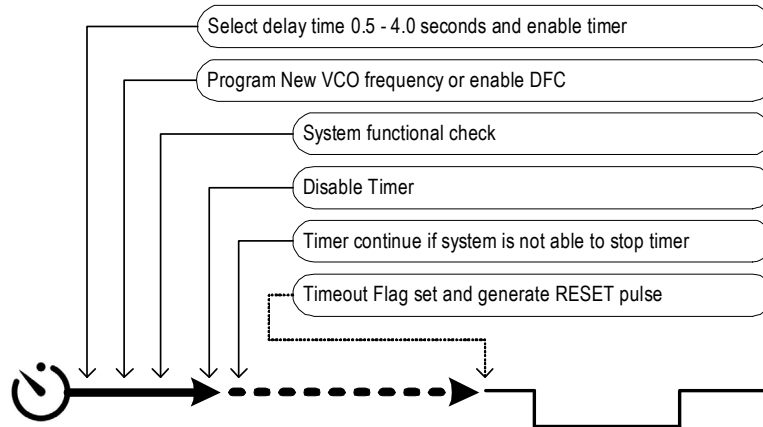 Select delay time 0.5 - 4.0 seconds and enable timer
Program New VCO frequency or enable DFC
System functional check
Disable Timer
Timer continue if system is not able to stop timer
Timeout Flag set and generate RESET pulse